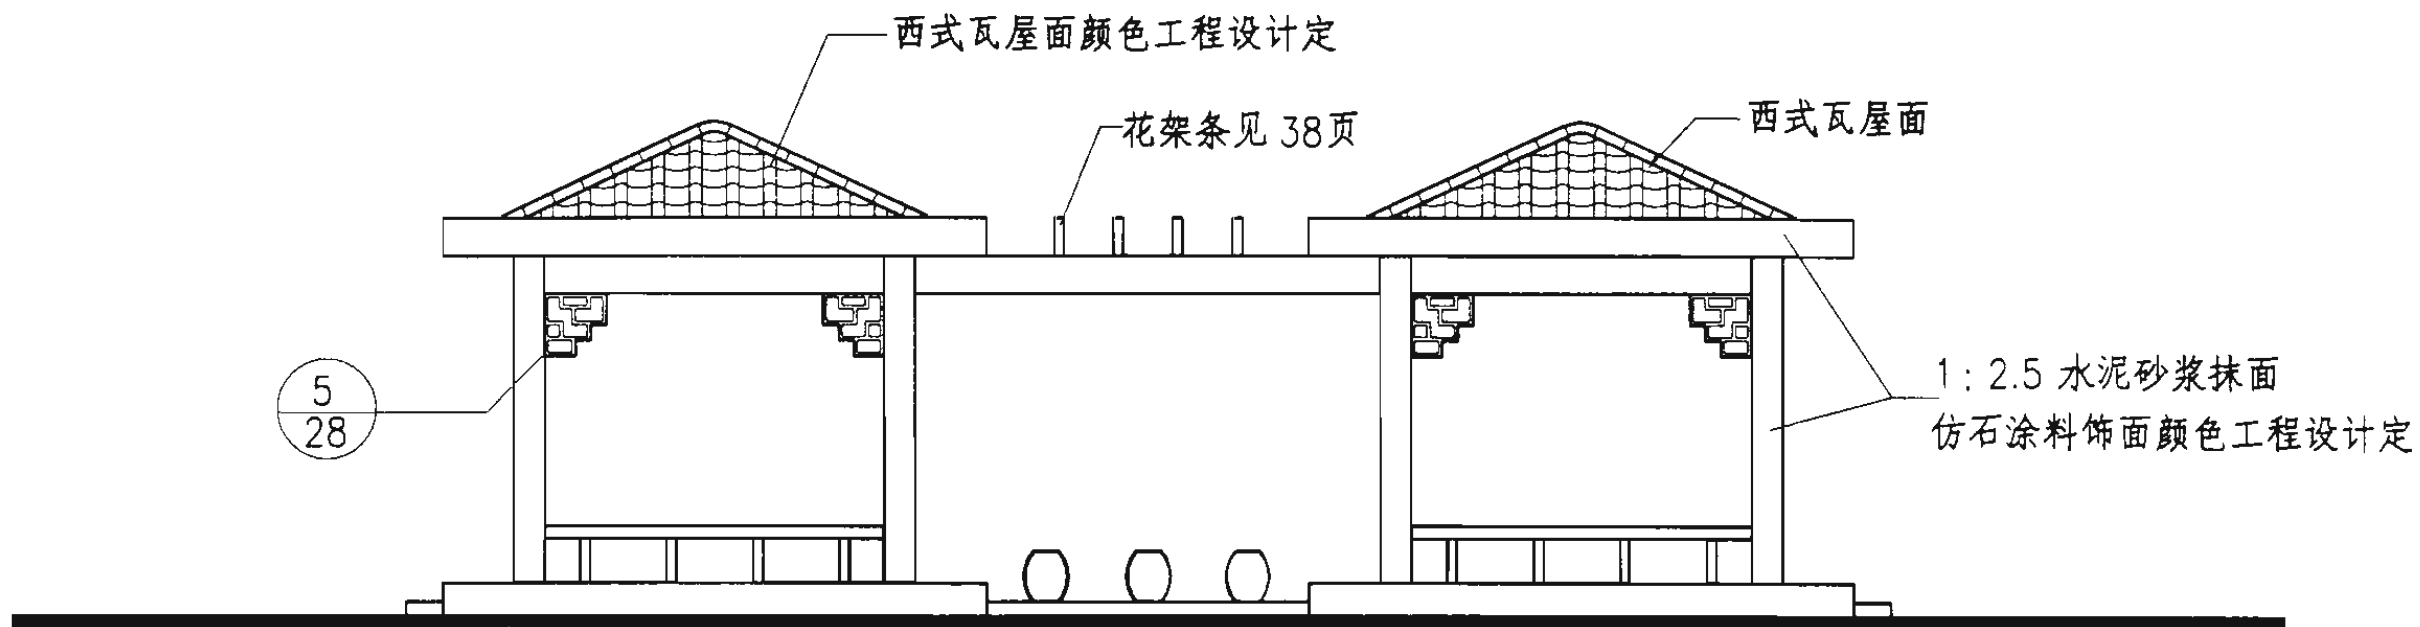 西式瓦屋面颜色工程设计定
花架条见 38页
西式瓦屋面
5
28
1: 2.5 水泥砂浆抹面
仿石涂料饰面颜色工程设计定